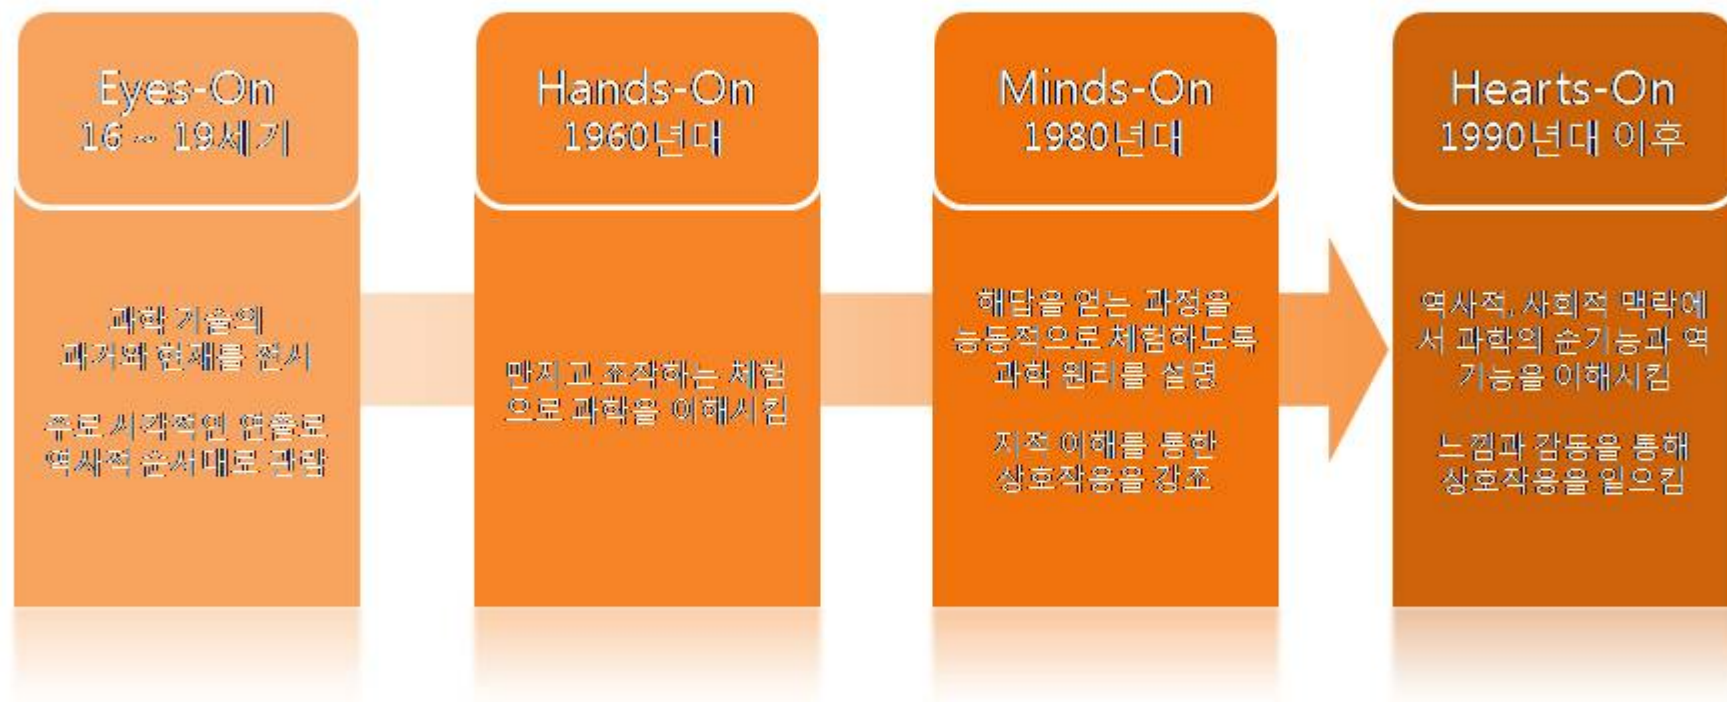 Eyes-On
16 ~ 19세기
과학 기술의
과거와 현재를 전시
주로 시각적인 연출로
역사적 순서대로 관람
Hands-On
1960년대
만지고 조작하는 체험
으로 과학을 이해시킴
Minds-On
1980년대
해답을 얻는 과정을
능동적으로 체험하도록
과학 원리를 설명
지적 이해를 통한
상호작용을 강조
Hearts-On
1990년대 이후
역사적, 사회적 맥락에
서 과학의 순기능과 역
기능을 이해시킴
느낌과 감동을 통해
상호작용을 일으킴